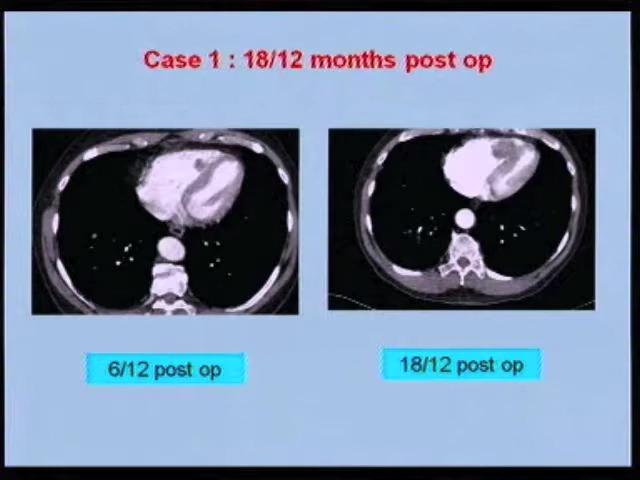 Case 1 : 18/12 months post op
6/12 post op
18/12 post op